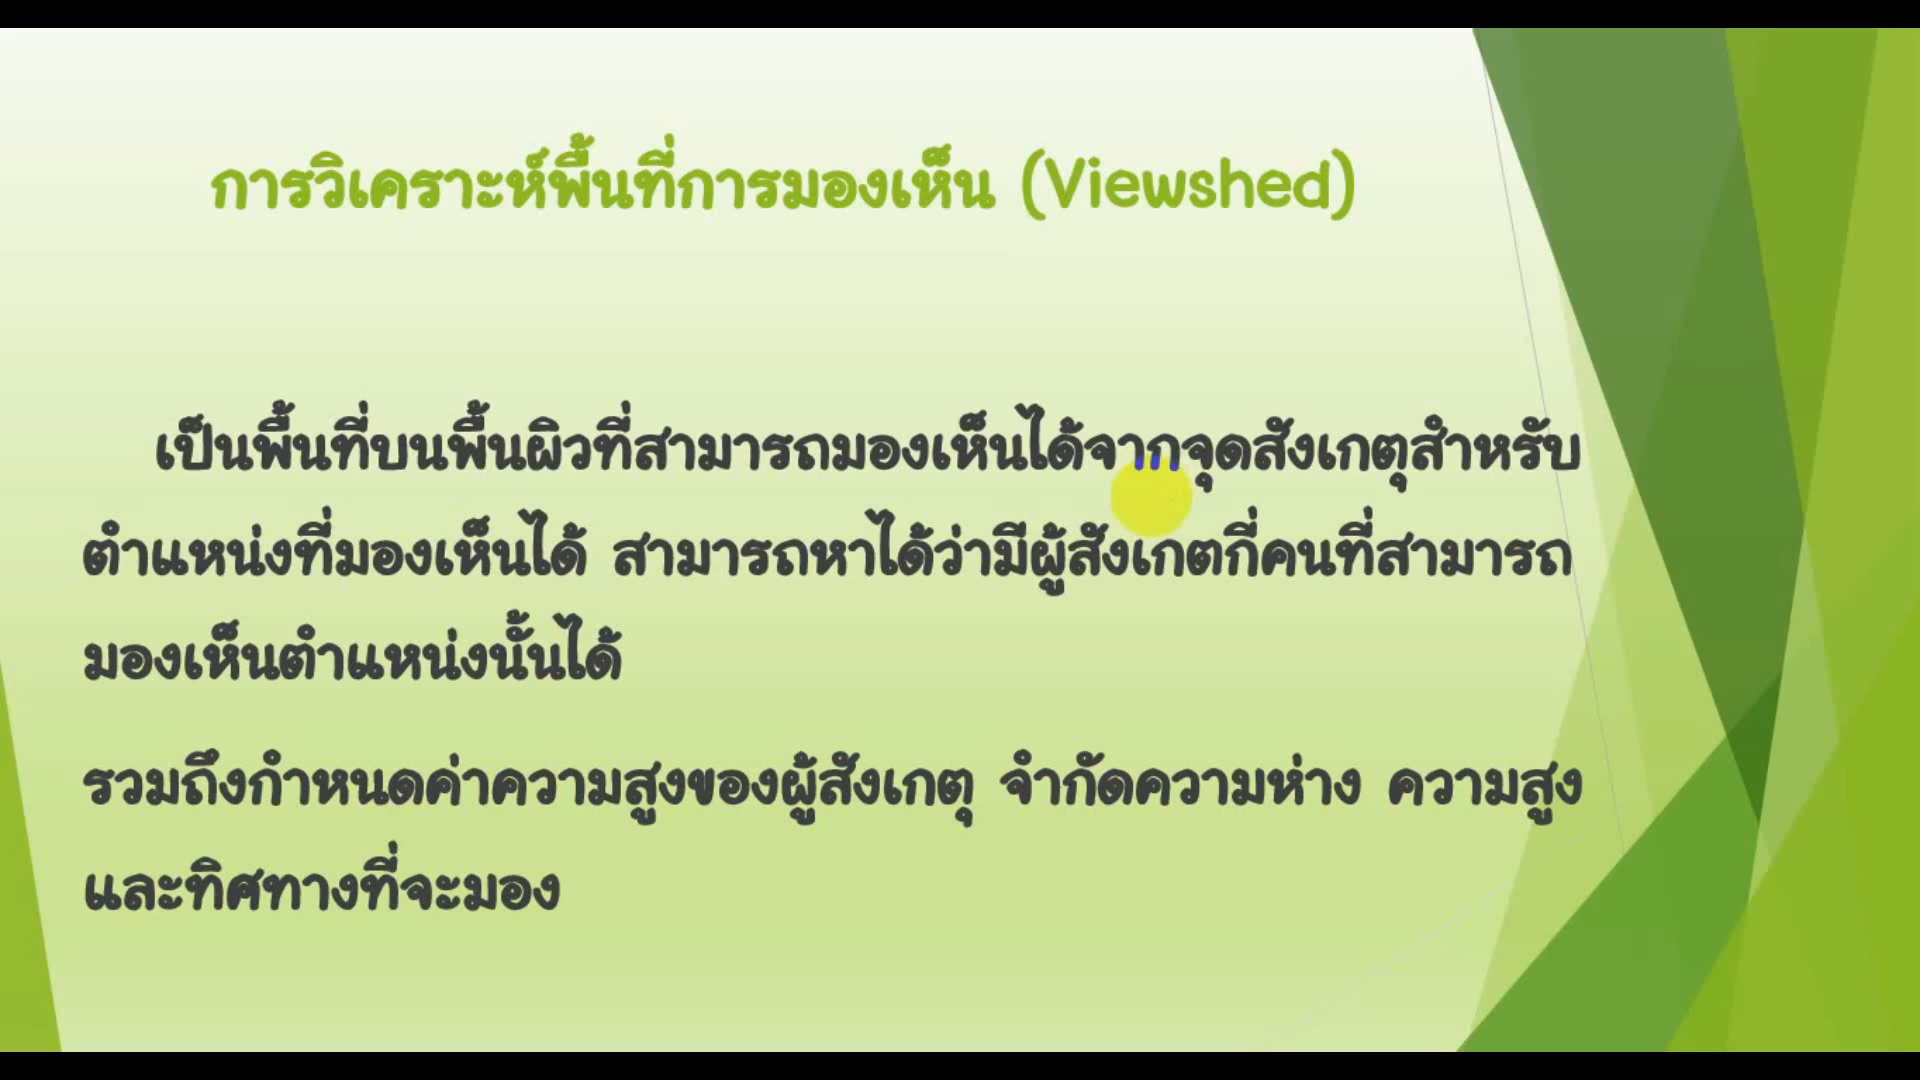 การวิเคราะห์พื้นที่การมองเห็น (Viewshed)
เป็นพื้นที่บนพื้นผิวที่สามารถมองเห็นได้จากจุดสังเกตุสำหรับ
ตำแหน่งที่มองเห็นได้ สามารถหาได้ว่ามีผู้สังเกตกี่คนที่สามารถ
มองเห็นตำแหน่งนั้นได้
รวมถึงกำหนดค่าความสูงของผู้สังเกตุ จำกัดความห่าง ความสูง
และทิศทางที่จะมอง